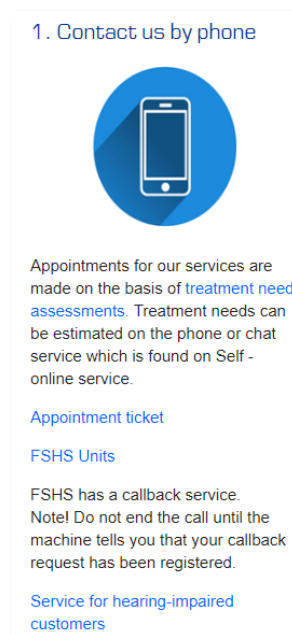 1. Contact us by phone
Appointments for our services are
made on the basis of treatment need
assessments. Treatment needs can
be estimated on the phone or chat
service which is found on Self -
online service.
Appointment ticket
FSHS Units
FSHS has a callback service.
Note! Do not end the call until the
machine tells you that your callback
request has been registered.
Service for hearing-impaired
customers